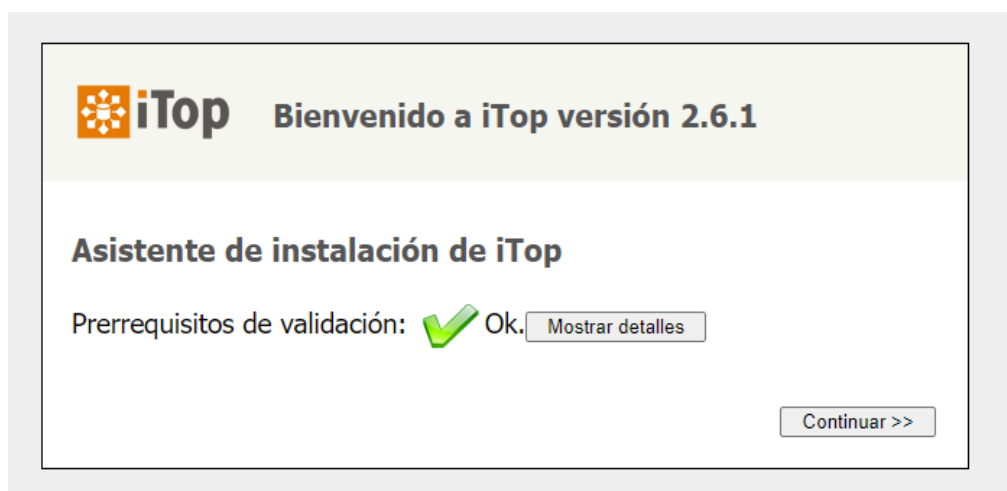 iTop Bienvenido a iTop versión 2.6.1
Asistente de instalación de iTop
Prerrequisitos de validación: Ok. Mostrar detalles
Continuar >>